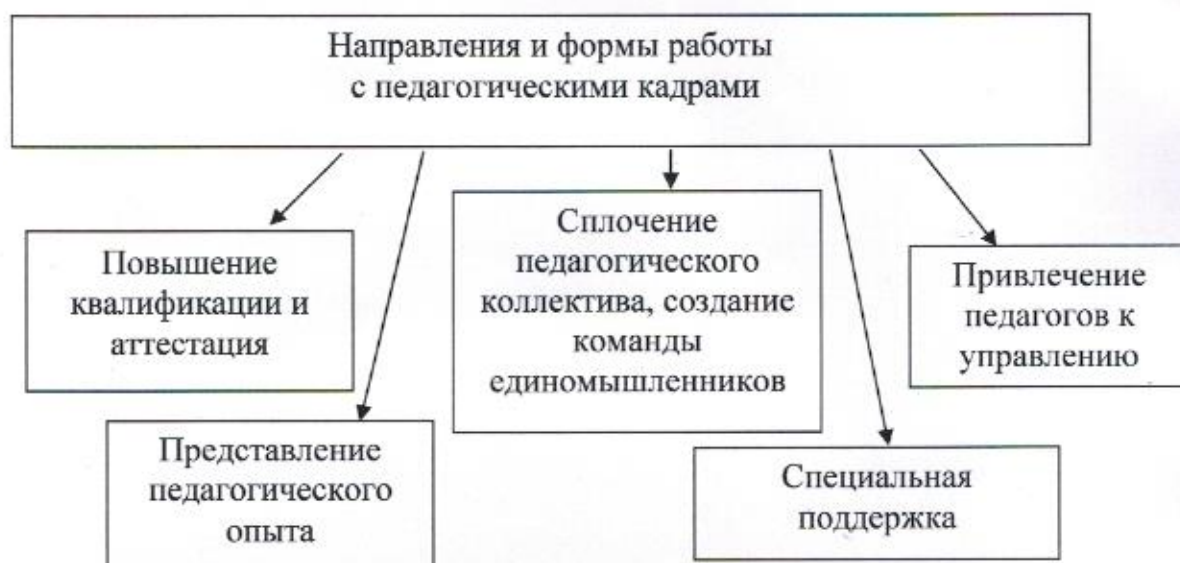 Направления и формы работы
с педагогическими кадрами
Повышение
квалификации и
аттестация
Представление
педагогического
опыта
Сплочение
педагогического
коллектива, создание
команды
единомышленников
Специальная
поддержка
Привлечение
педагогов к
управлению